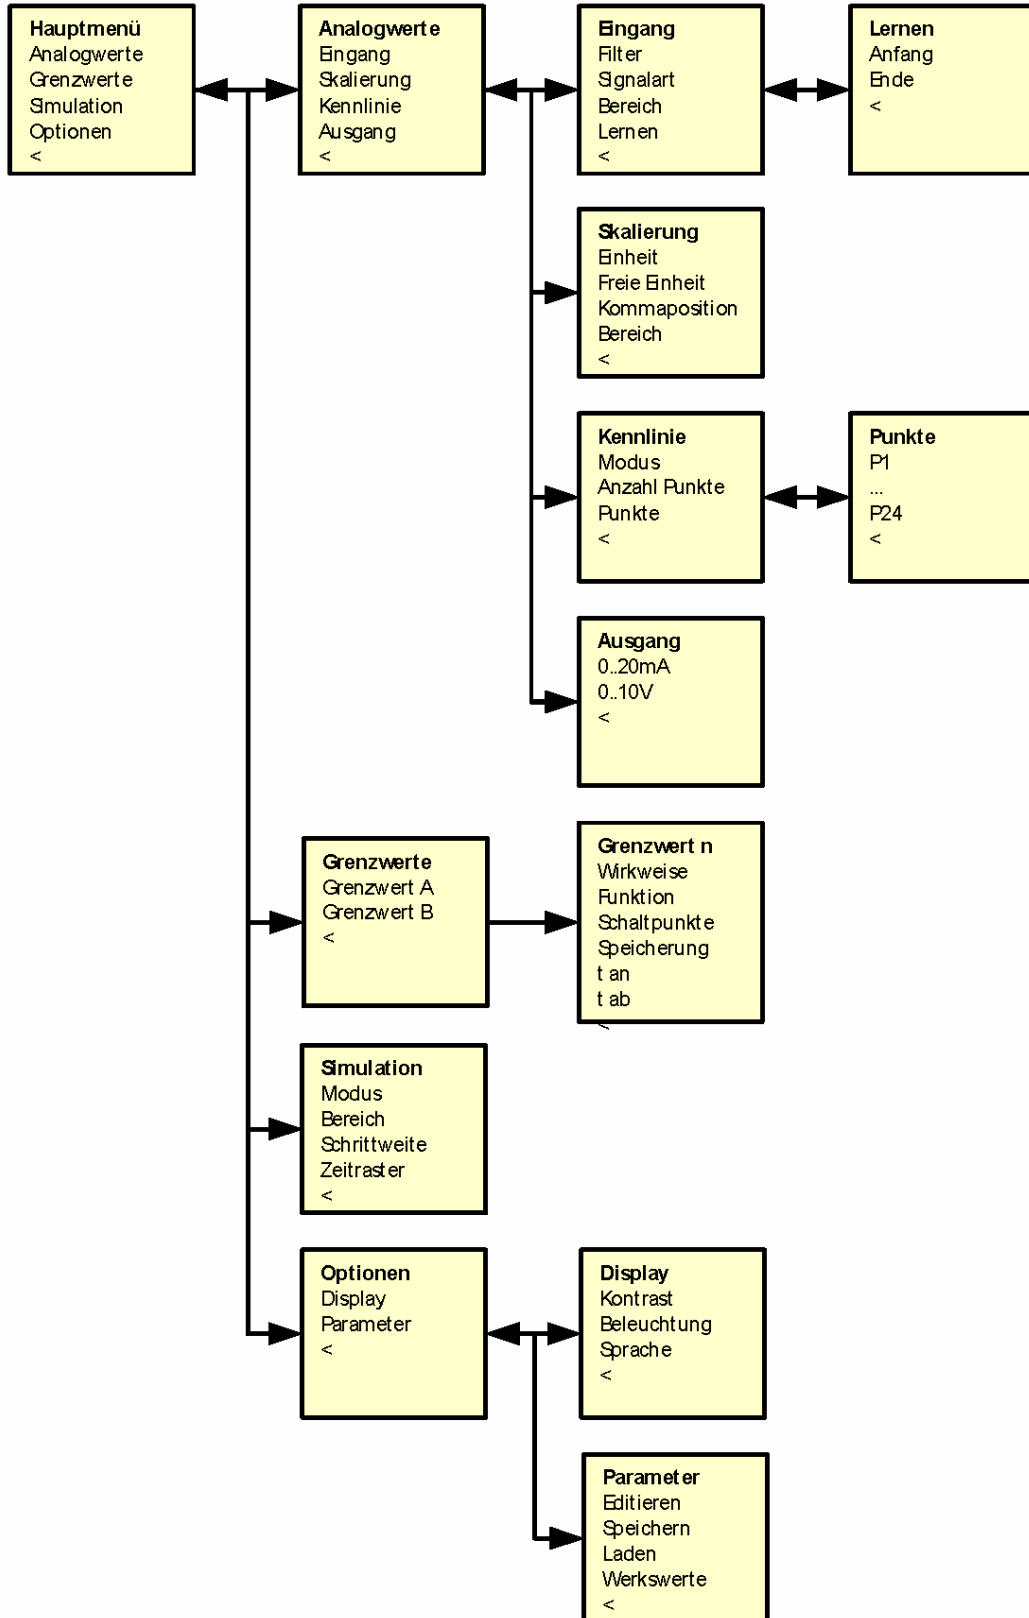 Hauptmenü
Analogwerte
Grenzwerte
Simulation
Optionen
<
Analogwerte
Eingang
Skalierung
Kennlinie
Ausgang
<
Eingang
Filter
Signalart
Bereich
Lernen
<
Lernen
Anfang
Ende
<
Skalierung
Einheit
Freie Einheit
Kommaposition
Bereich
<
Kennlinie
Modus
Anzahl Punkte
Punkte
<
Punkte
P1
...
P24
<
Ausgang
0..20mA
0..10V
<
Grenzwerte
Grenzwert A
Grenzwert B
<
Grenzwert n
Wirkweise
Funktion
Schaltpunkte
Speicherung
t an
t ab
<
Simulation
Modus
Bereich
Schrittweite
Zeitraster
<
Optionen
Display
Parameter
<
Display
Kontrast
Beleuchtung
Sprache
<
Parameter
Editieren
Speichern
Laden
Werkswerte
<